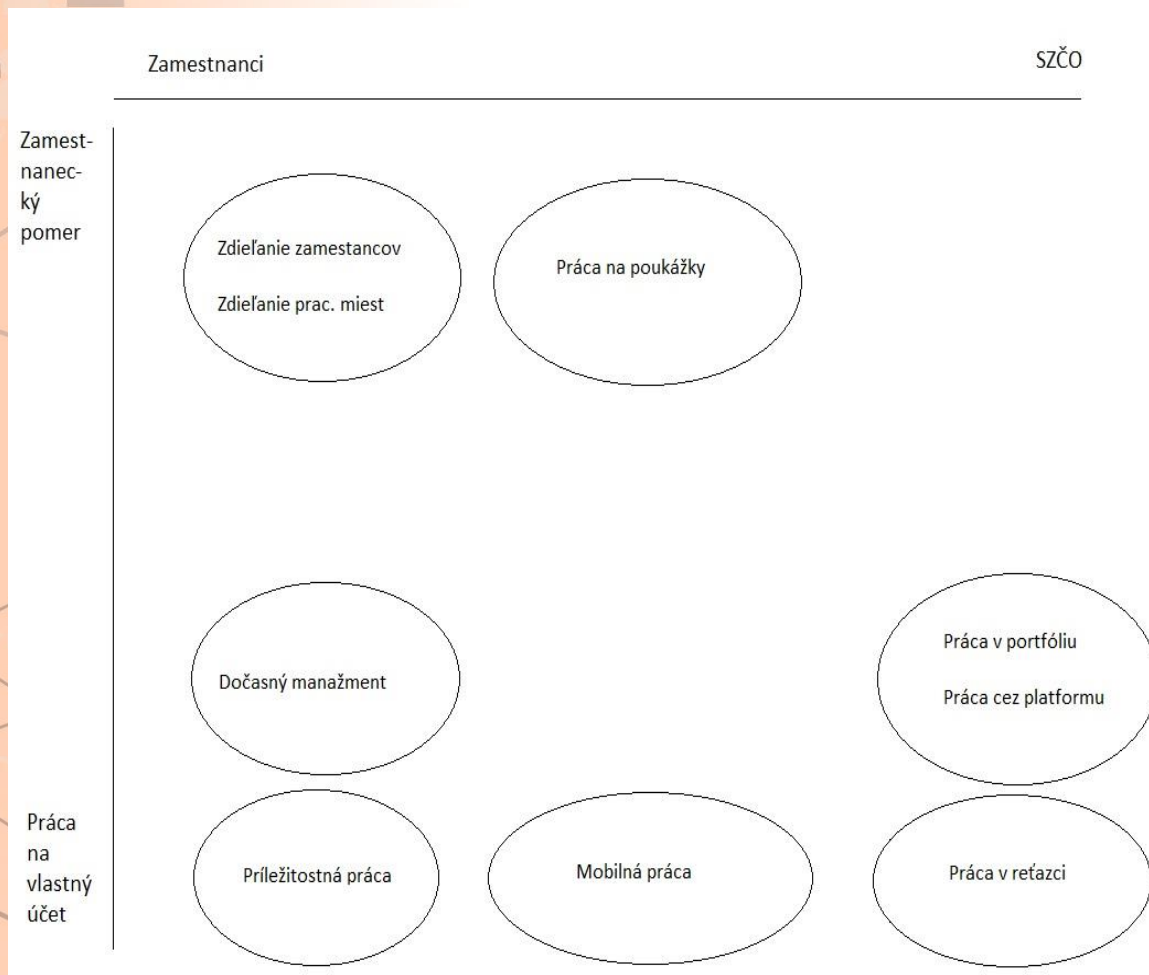 Zamestnanci
SZČO
Zamest-
nanec-
ký
pomer
Zdieľanie zamestancov
Zdieľanie prac. miest
Práca na poukážky
Dočasný manažment
Práca v portfóliu
Práca cez platformu
Práca
na
vlastný
účet
Príležitostná práca
Mobilná práca
Práca v reťazci